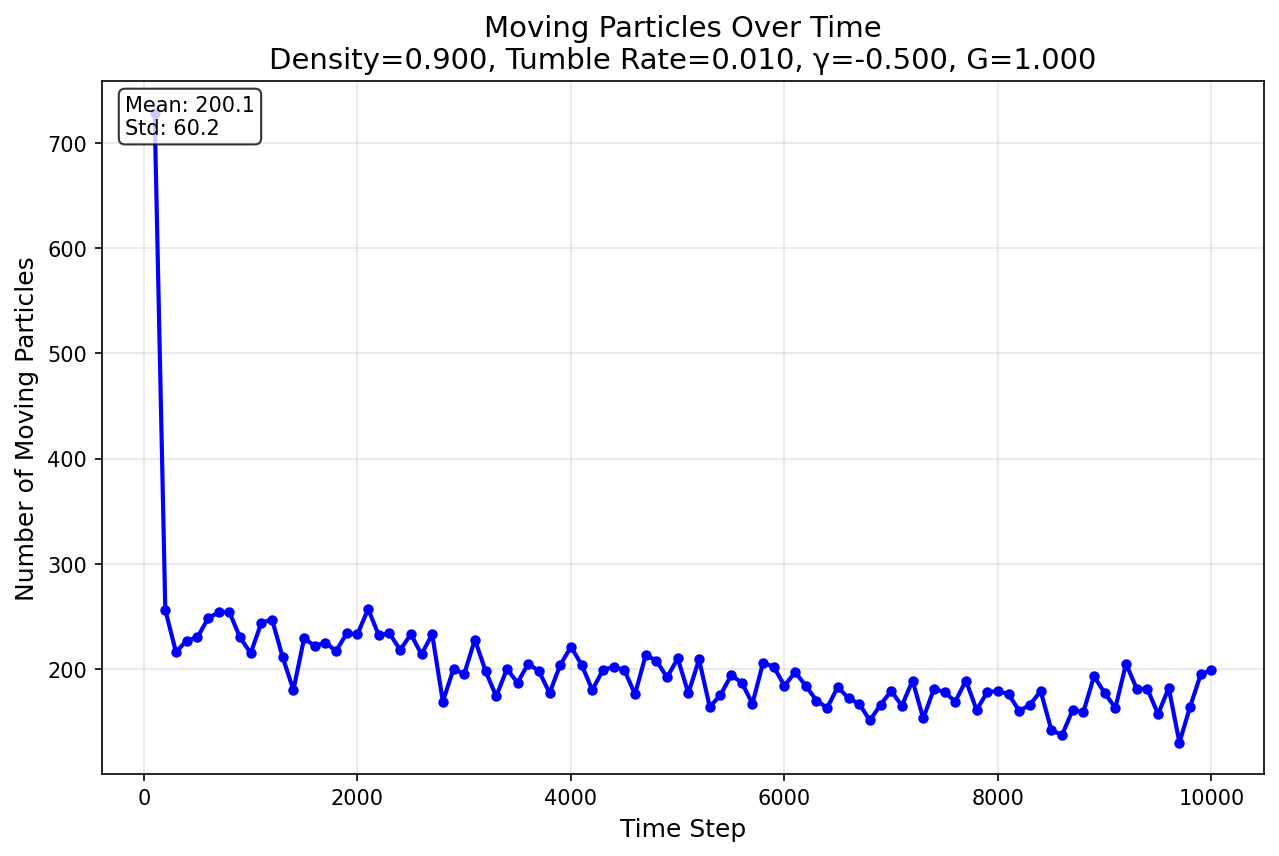 Moving Particles Over Time
Density=0.900, Tumble Rate=0.010, γ=-0.500, G=1.000
Mean: 200.1
Std: 60.2
Number of Moving Particles
700
600
500
400
300
200
0
2000
4000
6000
8000
10000
Time Step